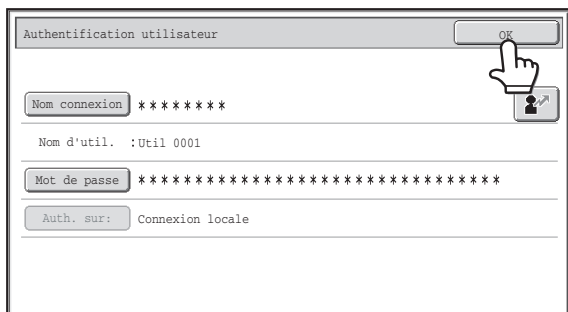 Authentification utilisateur OK
Nom connexion ********
Nom d'util. :Util 0001
Mot de passe ********************************
Auth. sur: Connexion locale